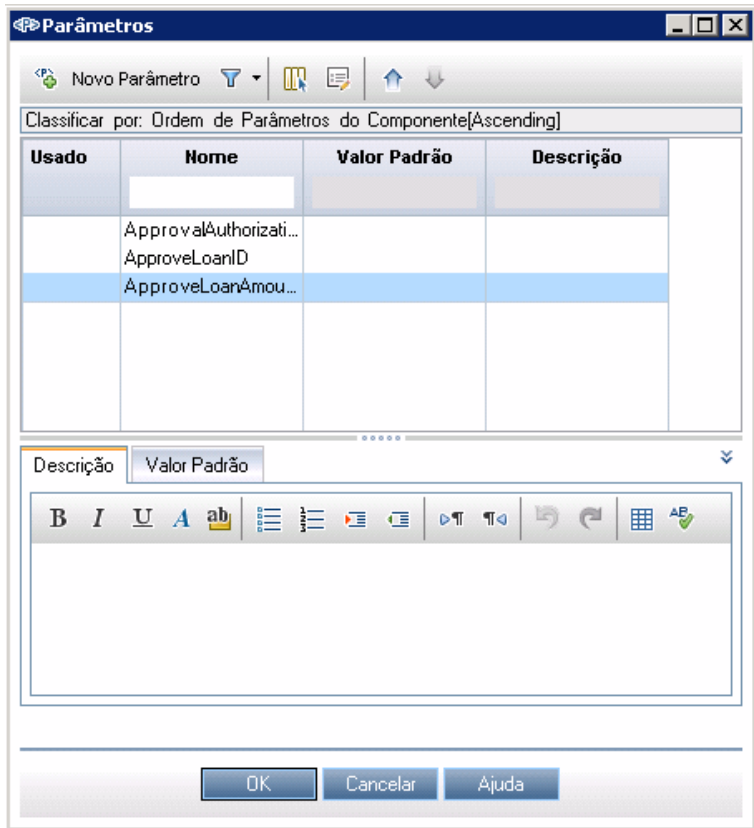 Parâmetros
Novo Parâmetro
Classificar por: Ordem de Parâmetros do Componente[Ascending]
Usado Nome Valor Padrão Descrição
ApprovalAuthorizati...
ApproveLoanID
ApproveLoanAmou...
Descrição Valor Padrão
B I U A ab
OK Cancelar Ajuda